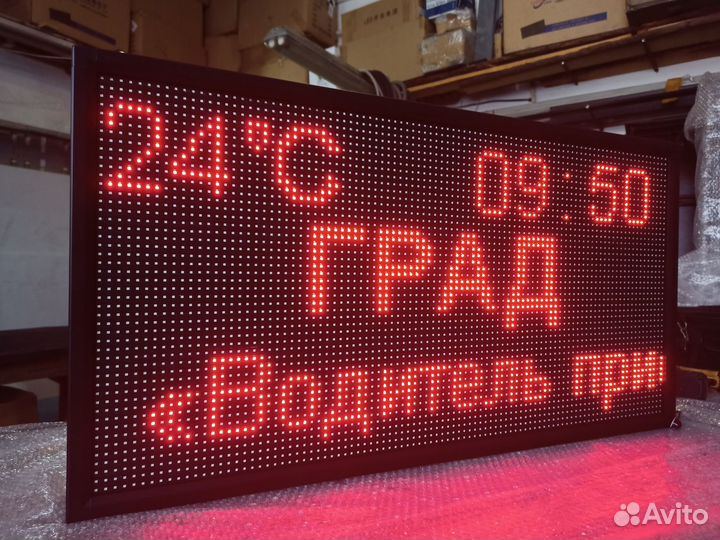 24°C 09:50
ГРАД
«Водитель при
Avito